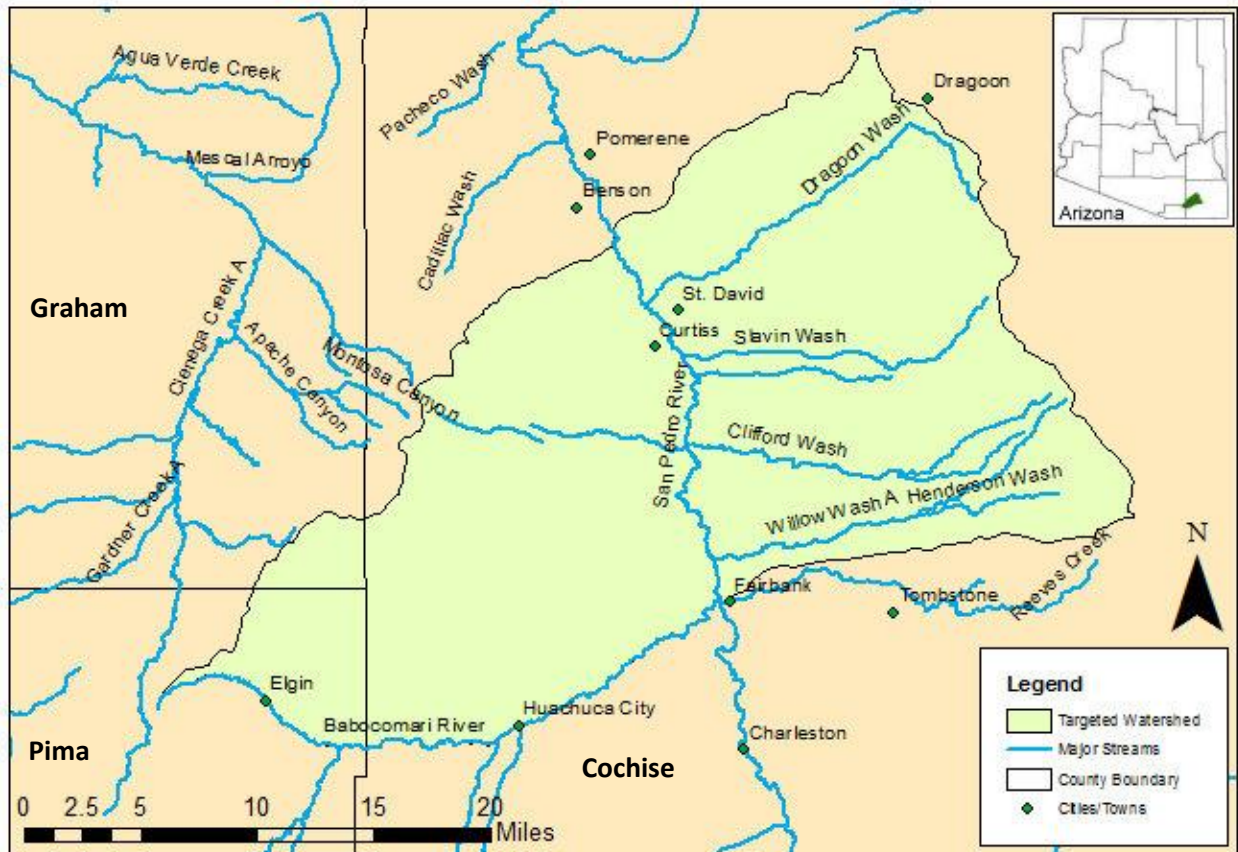 Agua Verde Creek
Pacheco Wash
Dragoon
Arizona
Mescal Arroyo
Pomerene
Dragoon Wash
Benson
Cadillac Wash
Graham
Cienega Creek A
Apache Canyon
Montosa Canyon
St. David
Curtiss
Slavin Wash
San Pedro River
Clifford Wash
Gardner Creek A
Willow Wash A
Henderson Wash
N
Fairbank
Tombstone
Reeves Creek
Elgin
Babocomari River
Huachuca City
Charleston
Pima
Cochise
0 2.5 5 10 15 20
Miles
Legend
Targeted Watershed
Major Streams
County Boundary
Cities/Towns